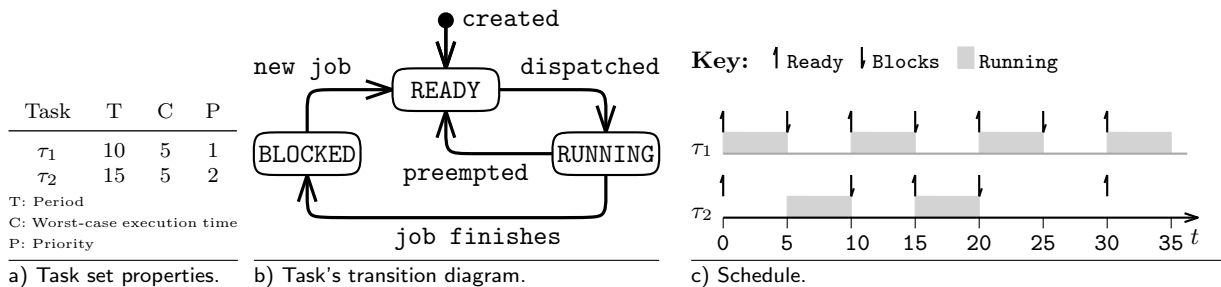 Task T C P
τ1 10 5 1
τ2 15 5 2
T: Period
C: Worst-case execution time
P: Priority
a) Task set properties.
created
new job
dispatched
READY
BLOCKED
RUNNING
preempted
job finishes
b) Task's transition diagram.
Key: Ready Blocks Running
τ1
τ2
0 5 10 15 20 25 30 35 t
c) Schedule.